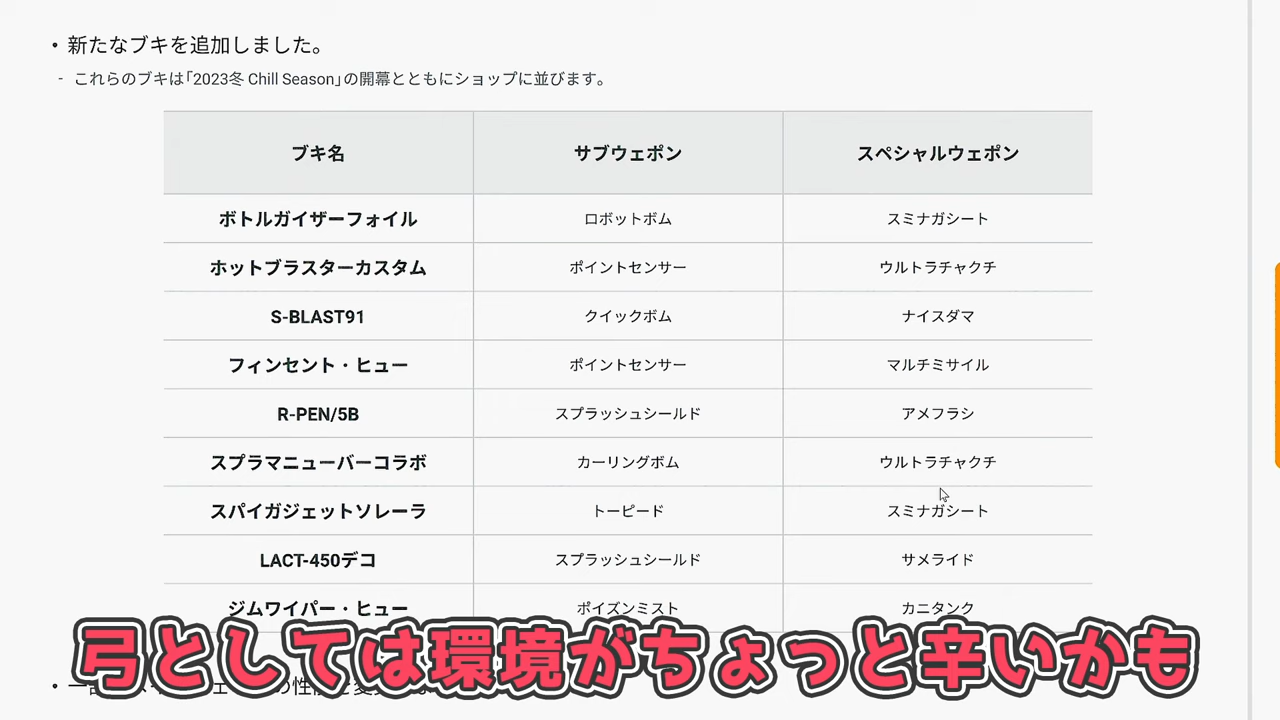 ・新たなブキを追加しました。
- これらのブキは「2023冬 Chill Season」の開幕とともにショップに並びます。
ブキ名 サブウェポン スペシャルウェポン
ボトルガイザーフォイル ロボットボム スミナガシート
ホットブラスターカスタム ポイントセンサー ウルトラチャクチ
S-BLAST91 クイックボム ナイスダマ
フィンセント・ヒュー ポイントセンサー マルチミサイル
R-PEN/5B スプラッシュシールド アメフラシ
スプラマニューバーコラボ カーリングボム ウルトラチャクチ
スパイガジェットソレーラ トーピード スミナガシート
LACT-450デコ スプラッシュシールド サメライド
ジムワイパー・ヒュー ポイズンミスト カニタンク
弓としては環境がちょっと辛いかも